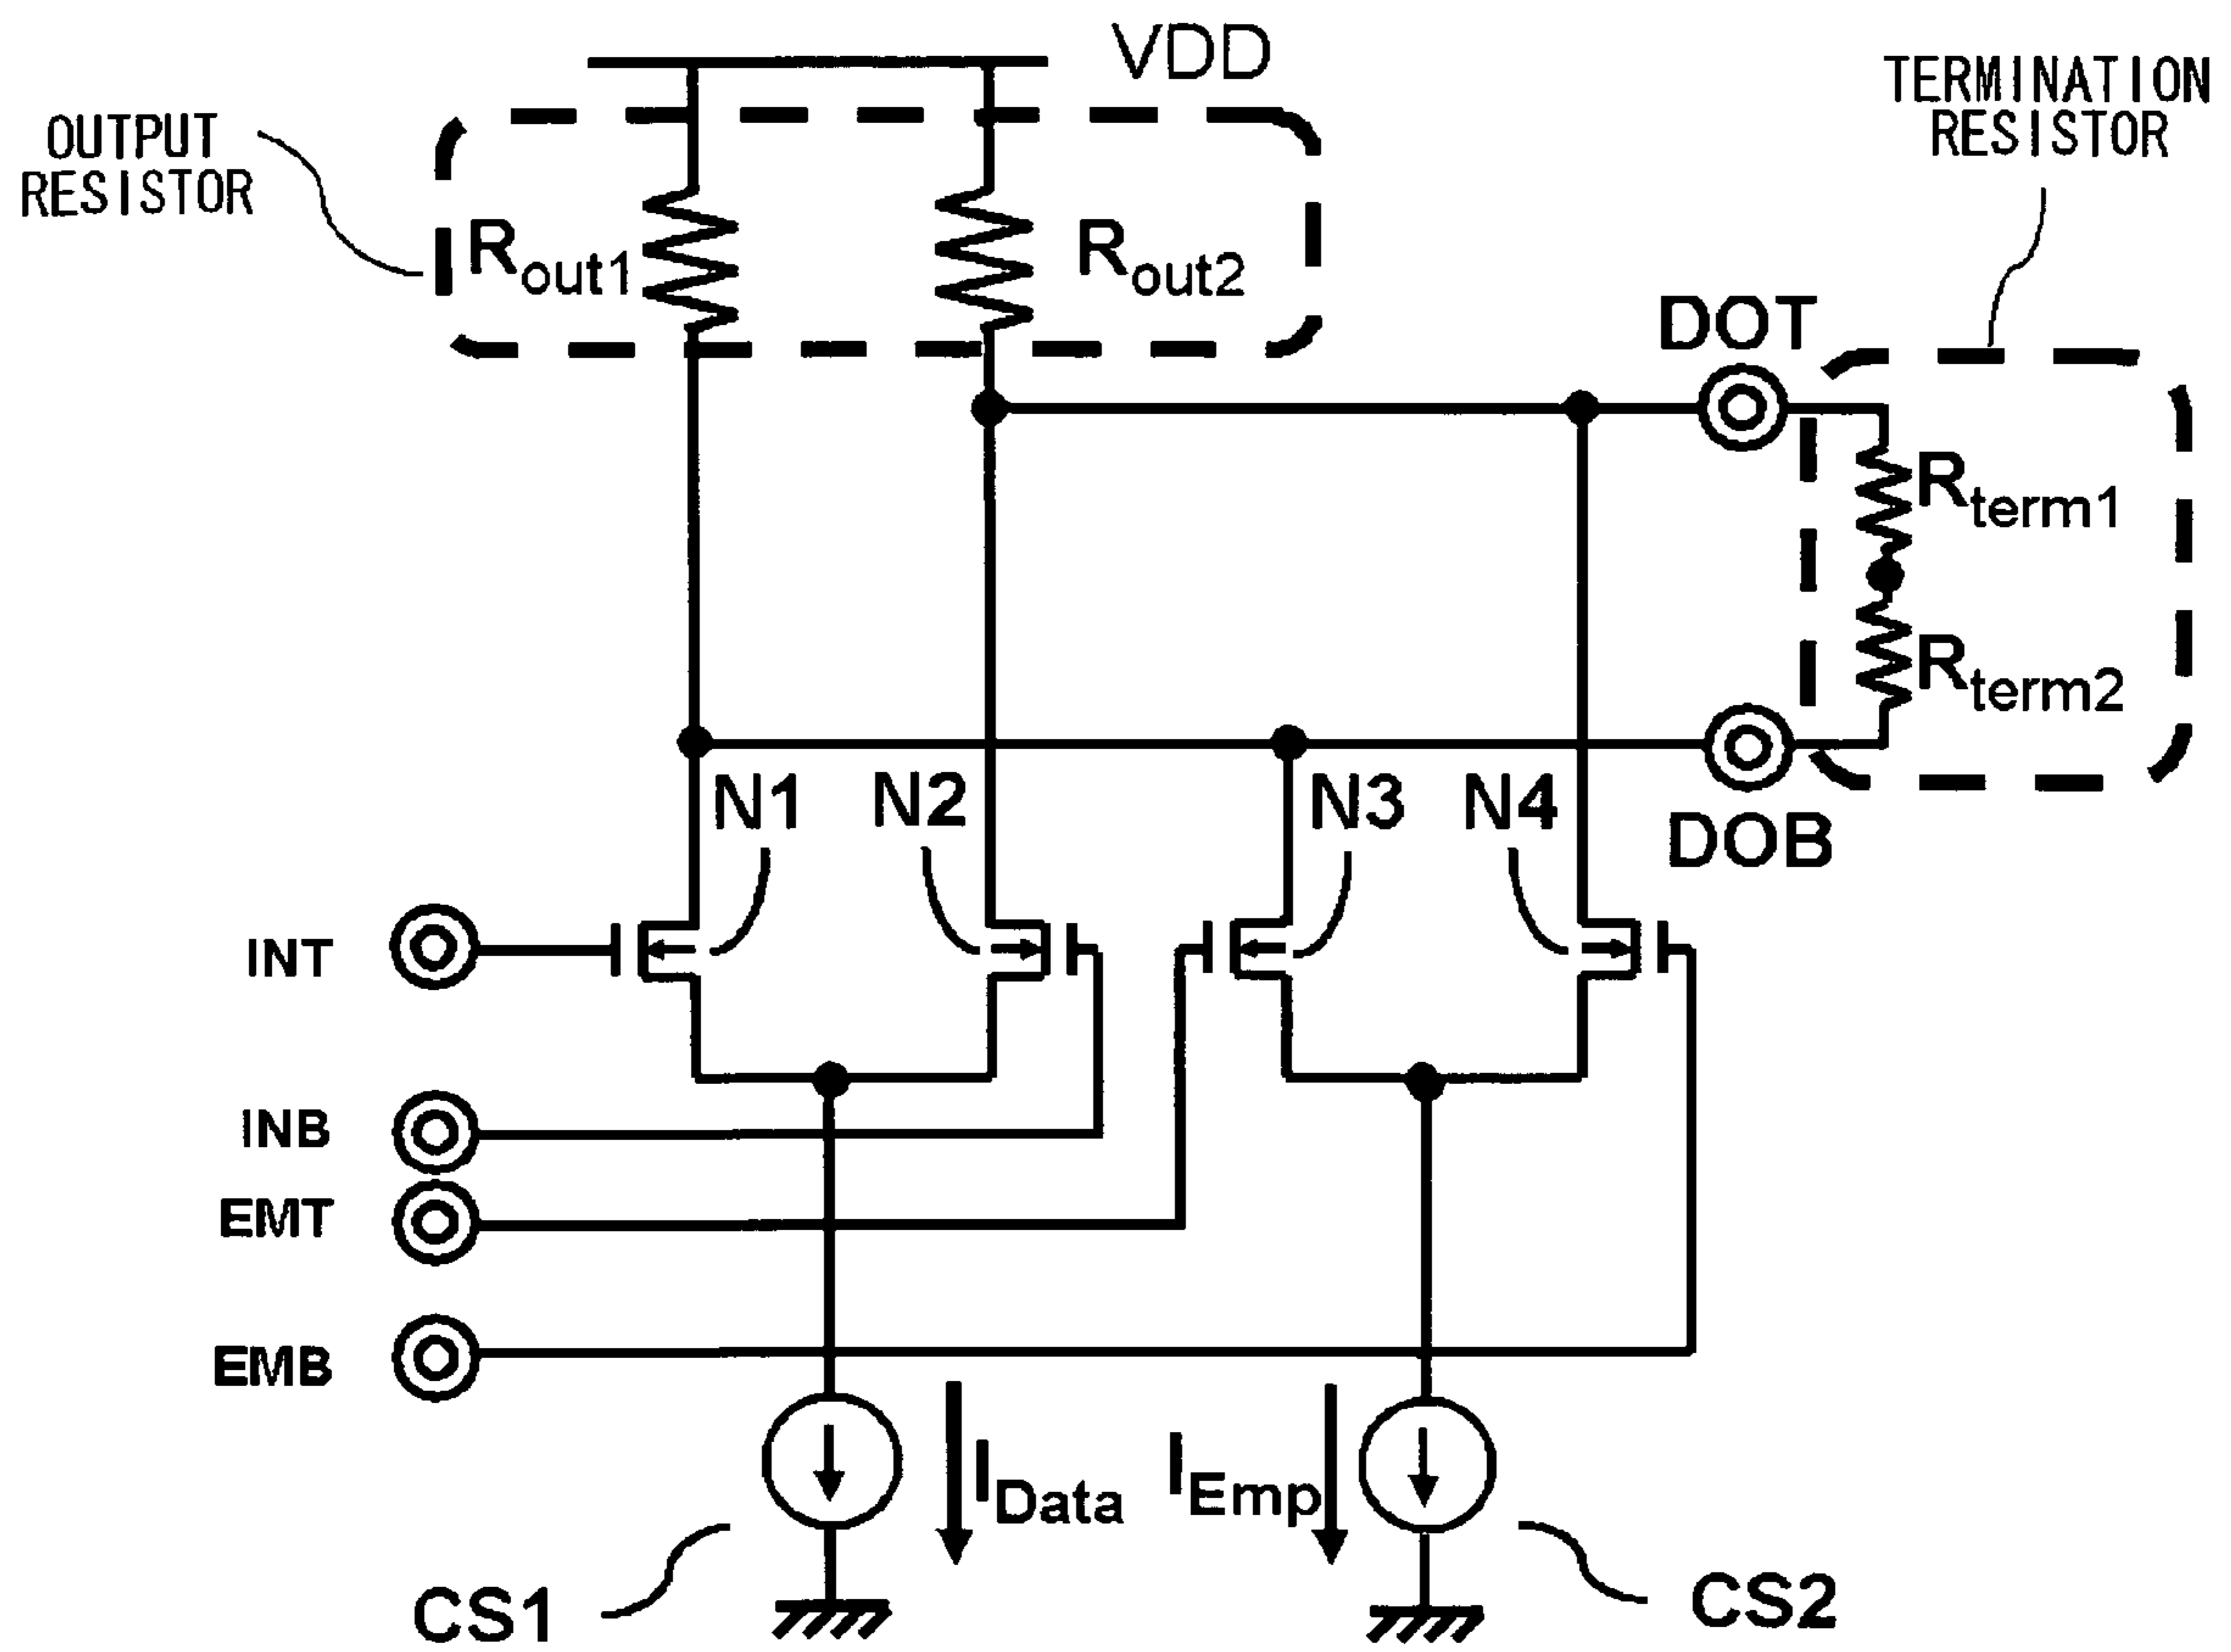 VDD
TERMINATION
RESISTOR
OUTPUT
RESISTOR
Rout1
Rout2
DOT
Rterm1
Rterm2
DOB
N1
N2
N3
N4
INT
INB
EMT
EMB
IData
IEmp
CS1
CS2